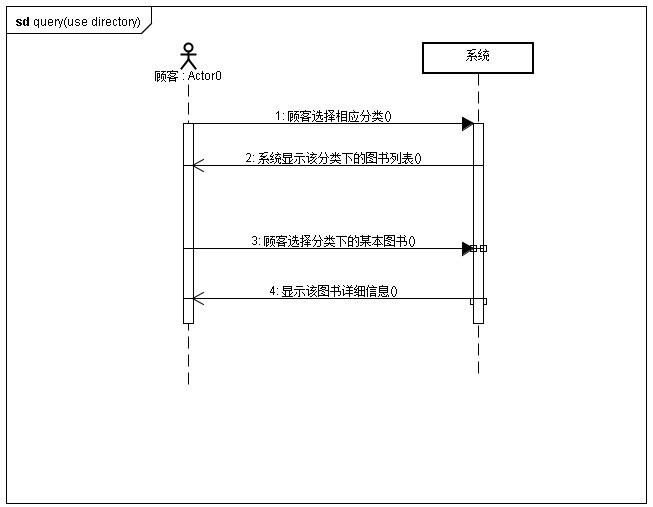 sd query(use directory)
顾客 : Actor0
系统
1: 顾客选择相应分类()
2: 系统显示该分类下的图书列表()
3: 顾客选择分类下的某本图书()
4: 显示该图书详细信息()